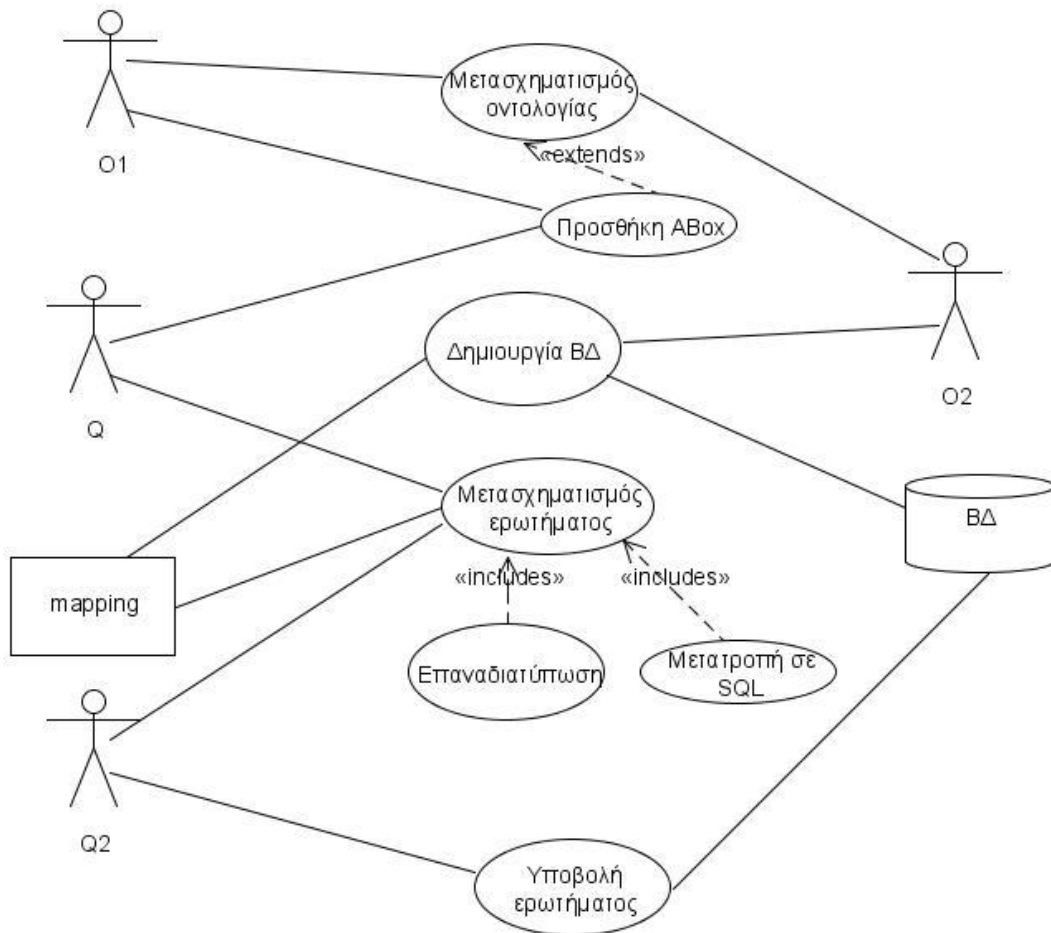 Μετασχηματισμός
οντολογίας
O1
«extends»
Προσθήκη ABox
Δημιουργία ΒΔ
Q
O2
Μετασχηματισμός
ερωτήματος
ΒΔ
mapping
«includes»
«includes»
Επαναδιατύπωση
Μετατροπή σε
SQL
Q2
Υποβολή
ερωτήματος